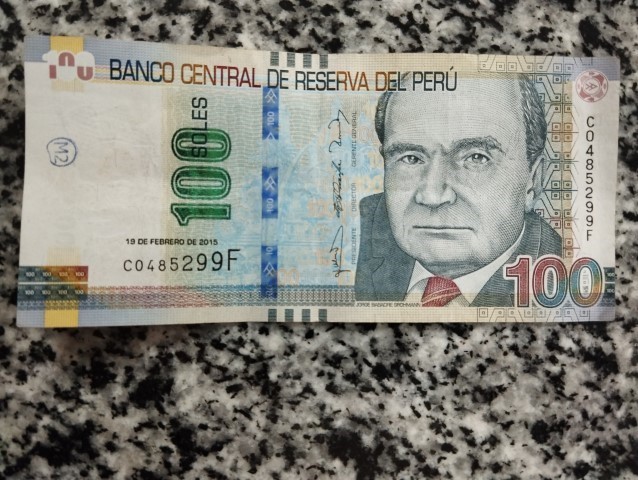 100
BANCO CENTRAL DE RESERVA DEL PERÚ
100 SOLES
M2
19 DE FEBRERO DE 2015
C0485299F
PRESIDENTE
DIRECTOR
GERENTE GENERAL
C0485299F
100
JORGE BASADRE GROHMANN